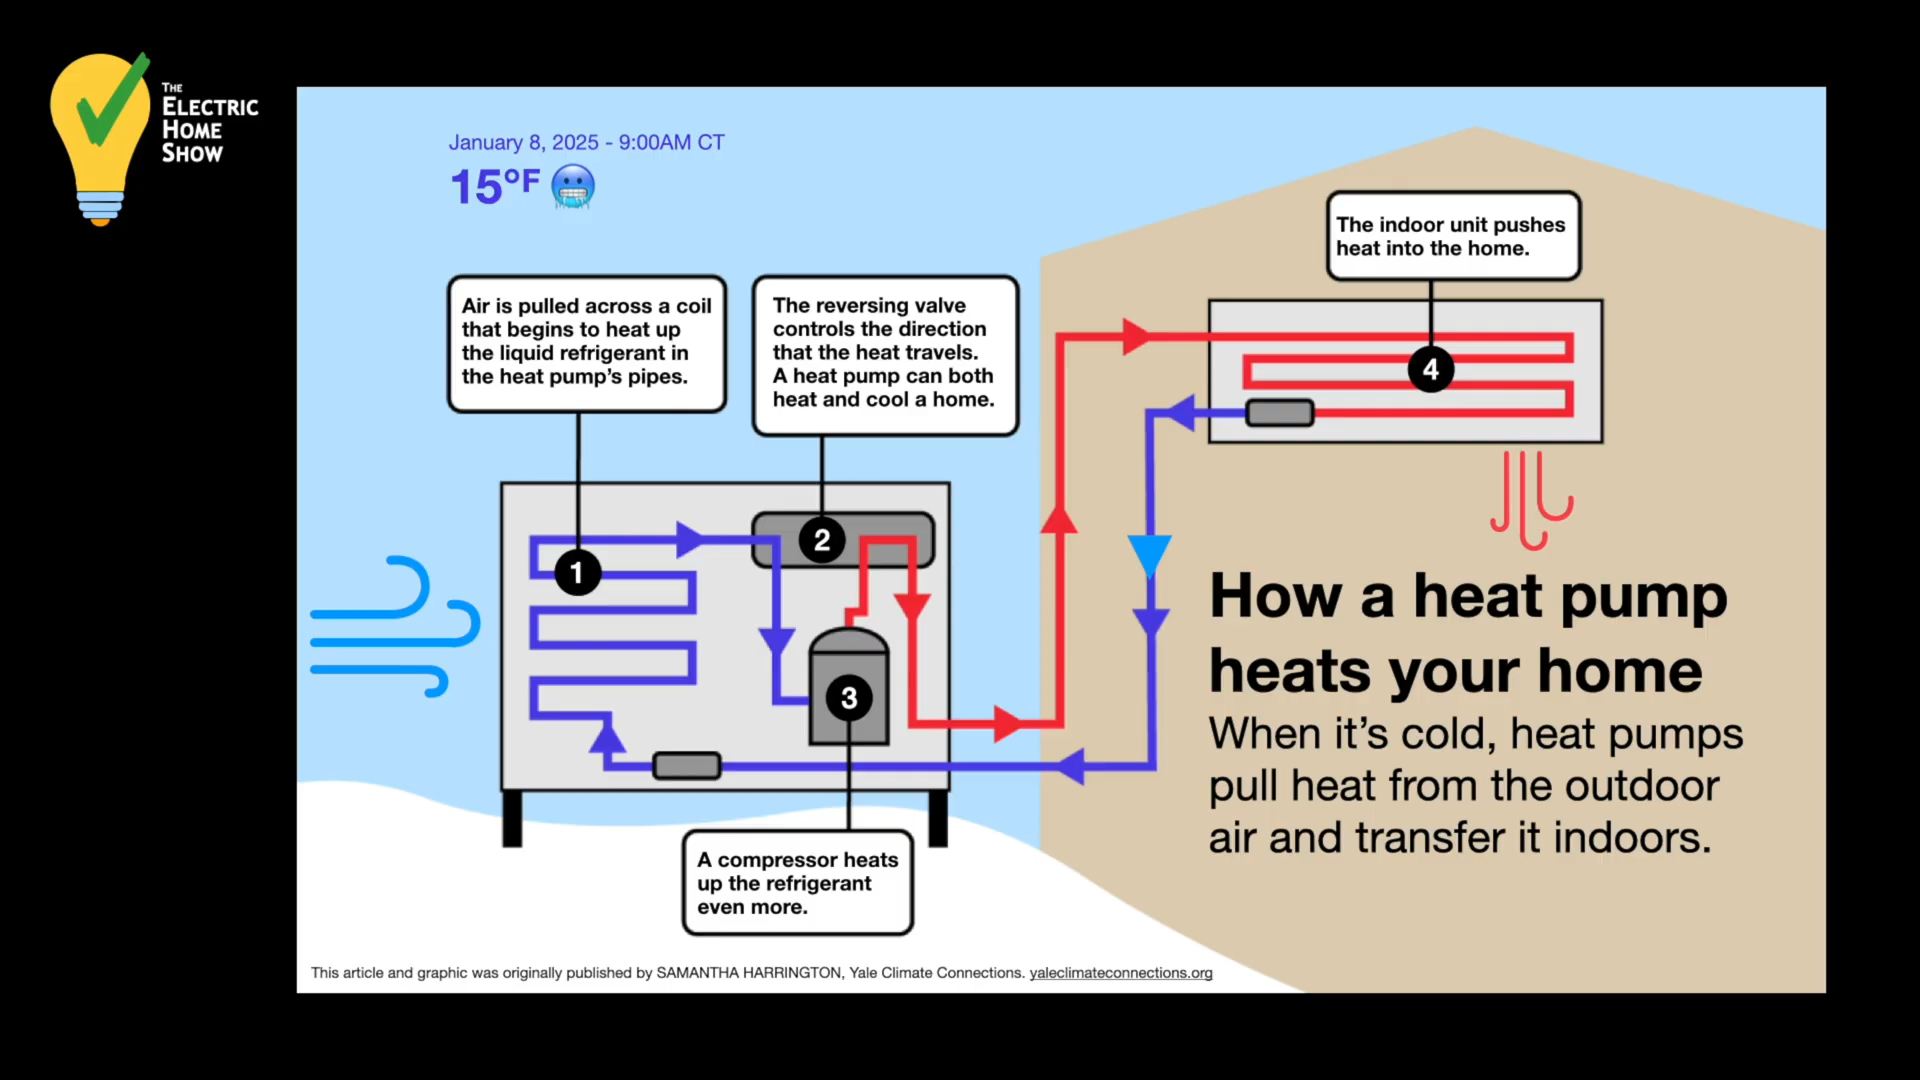 THE
ELECTRIC
HOME
SHOW
January 8, 2025 - 9:00AM CT
15°F
Air is pulled across a coil
that begins to heat up
the liquid refrigerant in
the heat pump’s pipes.
The reversing valve
controls the direction
that the heat travels.
A heat pump can both
heat and cool a home.
The indoor unit pushes
heat into the home.
1
2
3
4
A compressor heats
up the refrigerant
even more.
How a heat pump
heats your home
When it’s cold, heat pumps
pull heat from the outdoor
air and transfer it indoors.
This article and graphic was originally published by SAMANTHA HARRINGTON, Yale Climate Connections. yaleclimateconnections.org